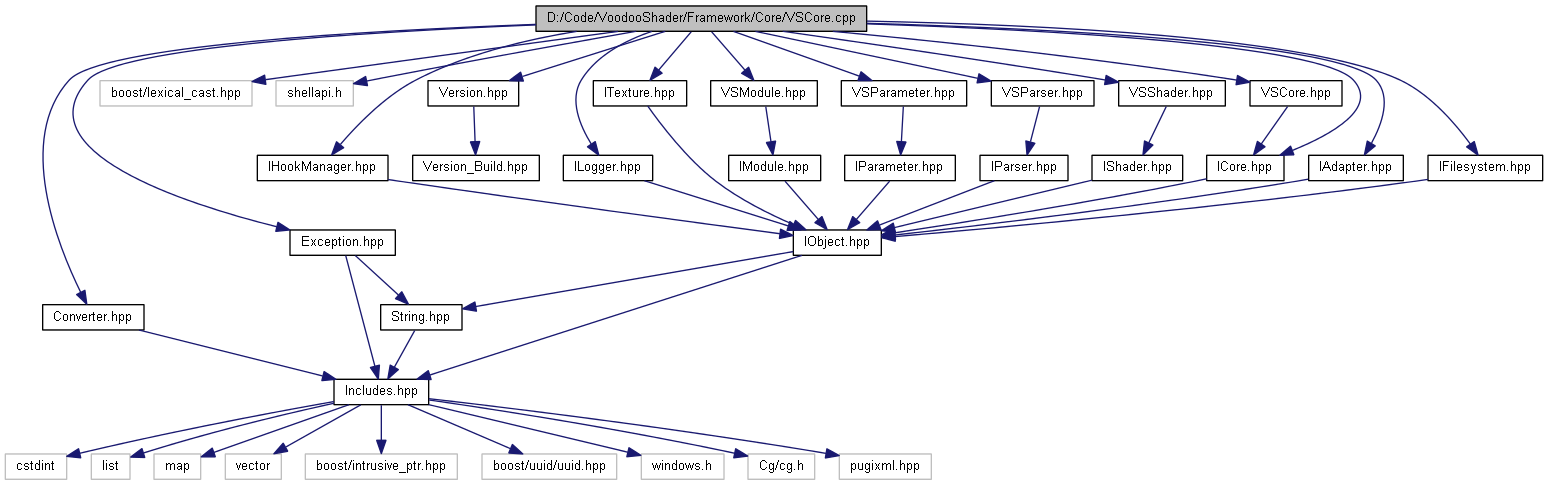 D:/Code/VoodooShader/Framework/Core/VSCore.cpp
boost/lexical_cast.hpp
shellapi.h
Version.hpp
ITexture.hpp
VSModule.hpp
VSParameter.hpp
VSParser.hpp
VSShader.hpp
VSCore.hpp
IHookManager.hpp
Version_Build.hpp
ILogger.hpp
IModule.hpp
IParameter.hpp
IParser.hpp
IShader.hpp
ICore.hpp
IAdapter.hpp
IFilesystem.hpp
Exception.hpp
IObject.hpp
Converter.hpp
String.hpp
Includes.hpp
cstdint
list
map
vector
boost/intrusive_ptr.hpp
boost/uuid/uuid.hpp
windows.h
Cg/cg.h
pugixml.hpp